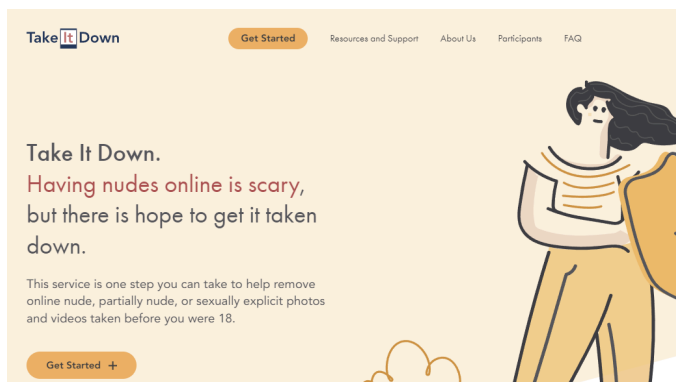 Take It Down
Get Started
Resources and Support
About Us
Participants
FAQ
Take It Down.
Having nudes online is scary,
but there is hope to get it taken
down.
This service is one step you can take to help remove
online nude, partially nude, or sexually explicit photos
and videos taken before you were 18.
Get Started +